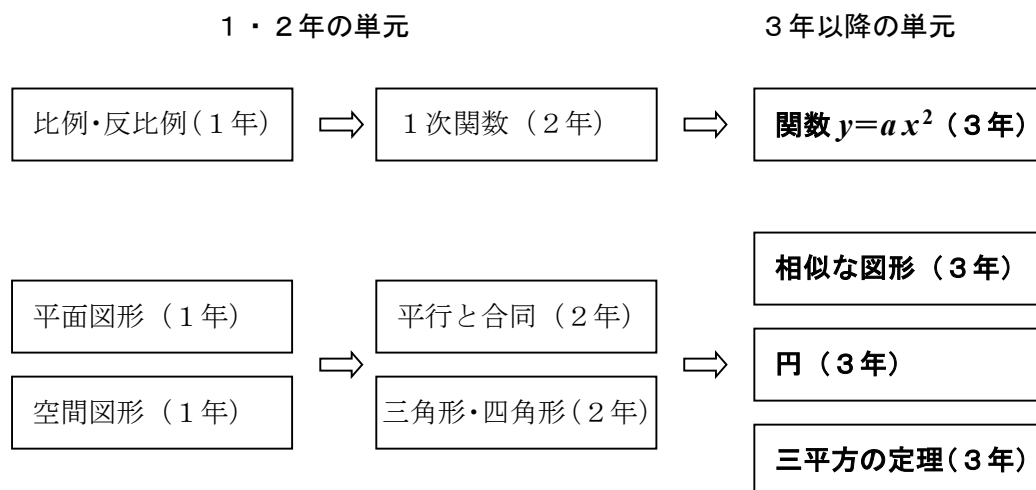 １・２年の単元
３年以降の単元
比例・反比例(１年)
⇨
１次関数（２年）
⇨
関数 y=ax²（３年）
相似な図形（３年）
平面図形（１年）
平行と合同（２年）
⇨
⇨
円（３年）
空間図形（１年）
三角形・四角形(２年)
三平方の定理(３年)